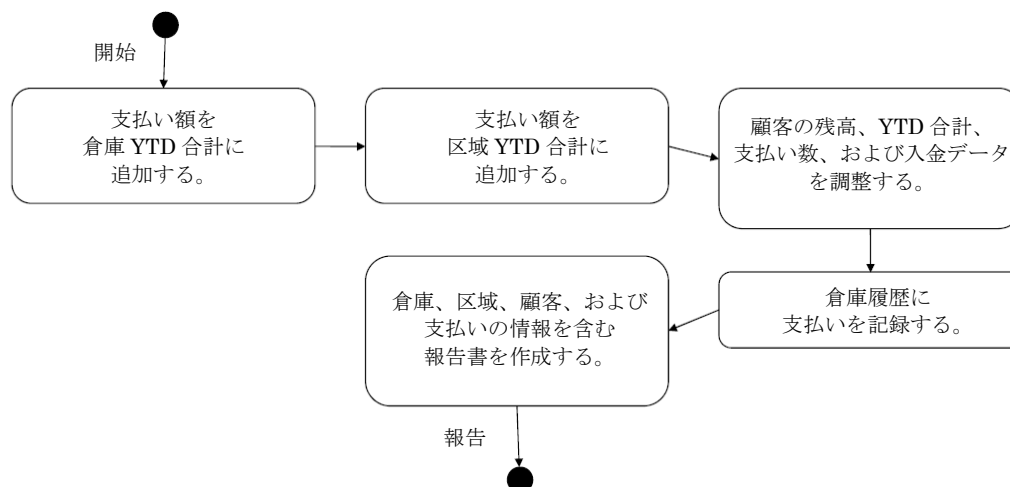 開始
支払い額を
倉庫 YTD 合計に
追加する。
支払い額を
区域 YTD 合計に
追加する。
顧客の残高、YTD 合計、
支払い数、および入金データ
を調整する。
倉庫履歴に
支払いを記録する。
倉庫、区域、顧客、および
支払いの情報を含む
報告書を作成する。
報告